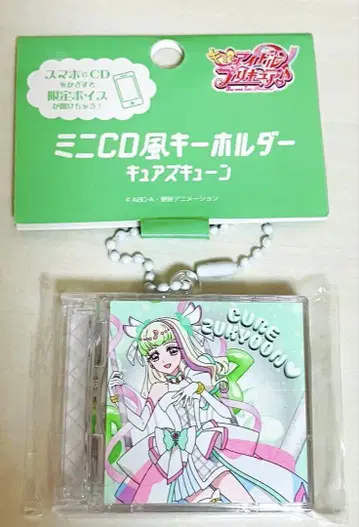 スマホでCD
をかざすと
限定ボイス
が聞けちゃう！
キミとアイドル
プリキュア♪
ミニCD風キーホルダー
キュアズキューン
© ABC-A・東映アニメーション
CURE
ZUKYOON